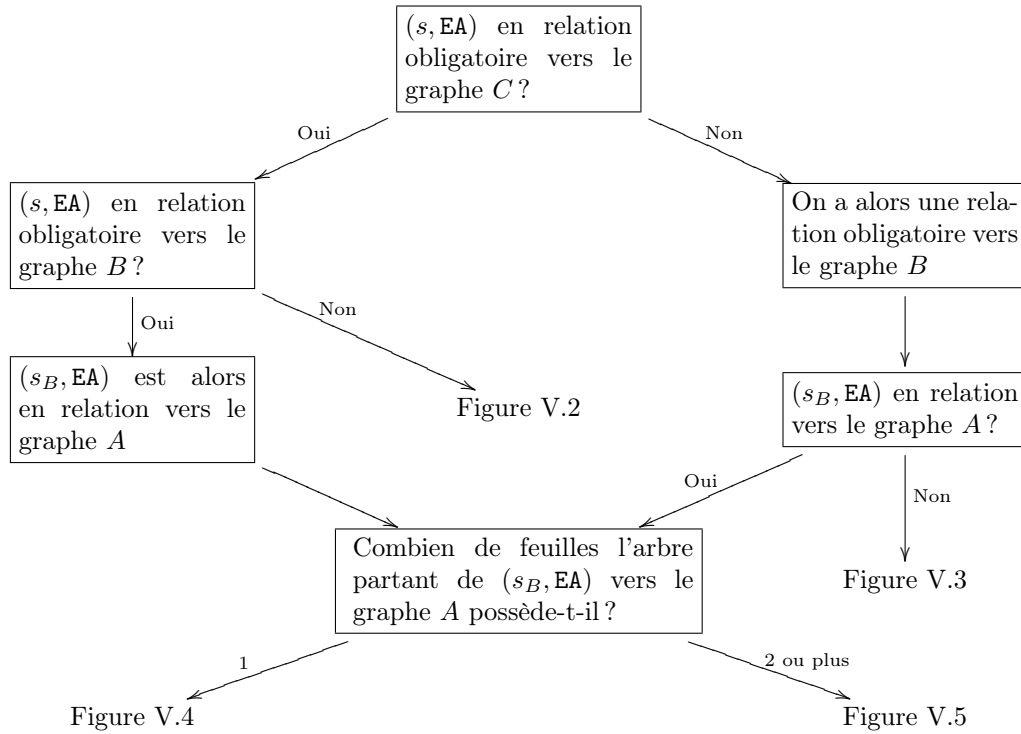 (s, EA) en relation
obligatoire vers le
graphe C ?
Oui
Non
(s, EA) en relation
obligatoire vers le
graphe B ?
On a alors une rela-
tion obligatoire vers
le graphe B
Oui
Non
(s_B, EA) est alors
en relation vers le
graphe A
Figure V.2
(s_B, EA) en relation
vers le graphe A ?
Oui
Non
Combien de feuilles l'arbre
partant de (s_B, EA) vers le
graphe A possède-t-il ?
Figure V.3
1
2 ou plus
Figure V.4
Figure V.5